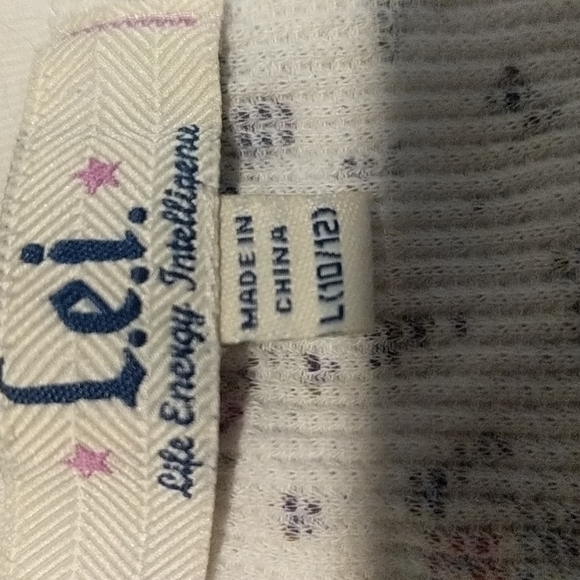 L.e.i.
Life Energy Intelligence
MADE IN
CHINA
L(10/12)